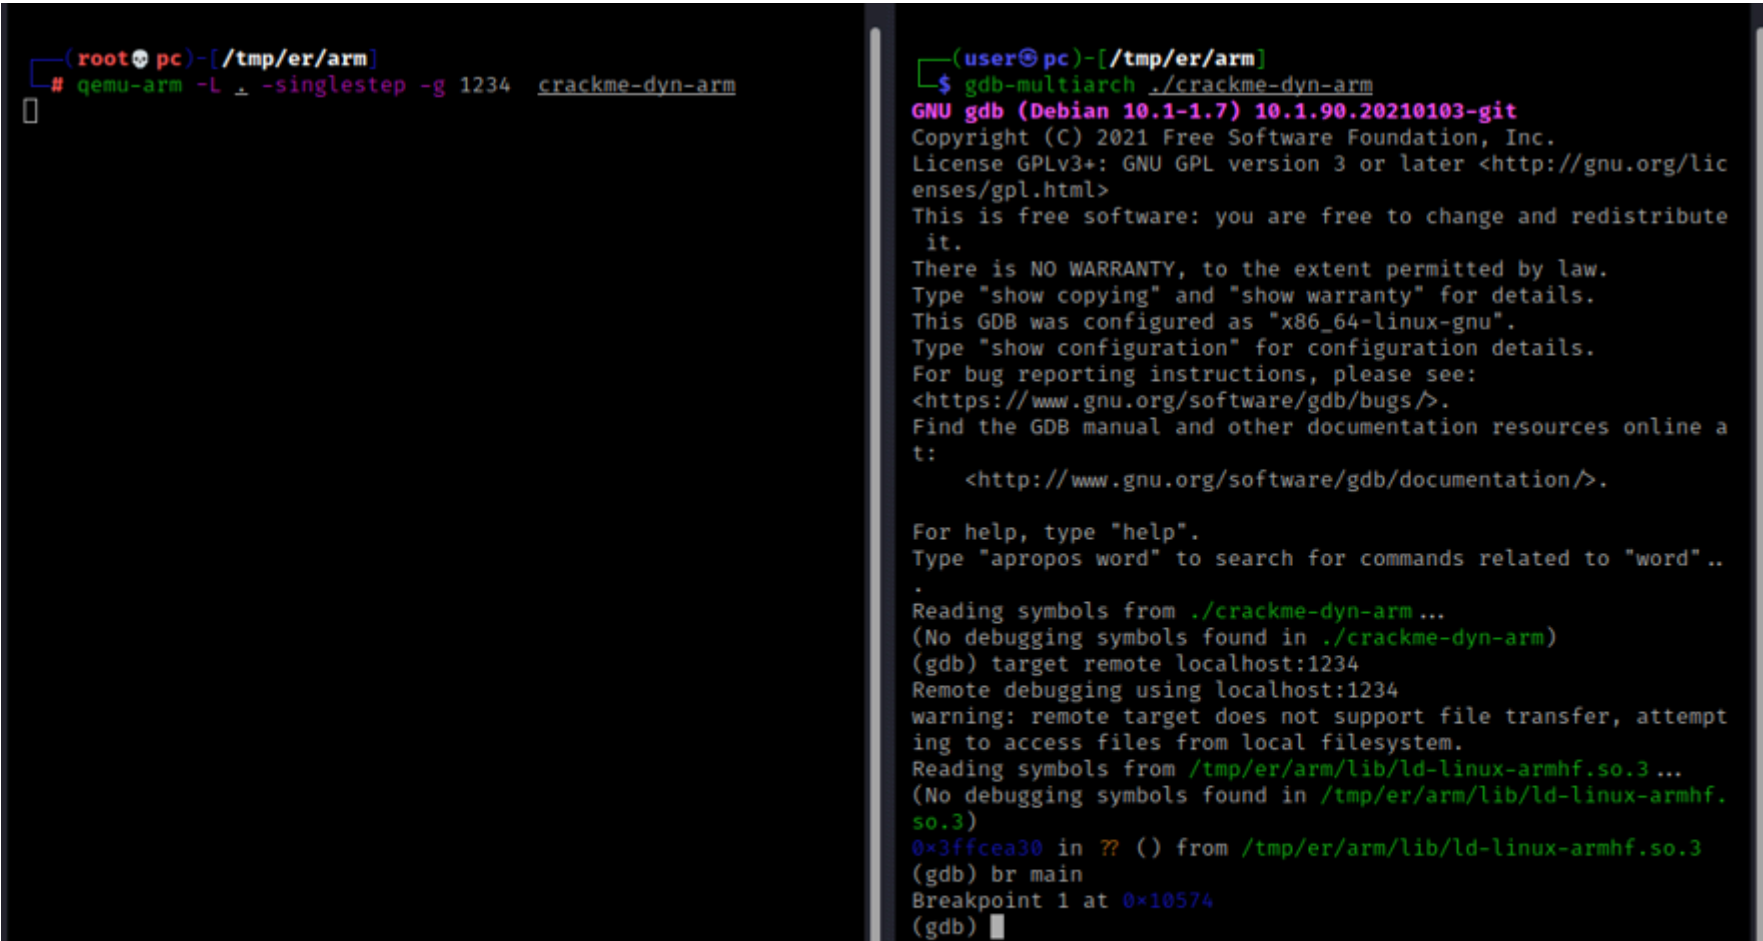 (root💀pc)-[/tmp/er/arm]
# qemu-arm -L . -singlestep -g 1234  crackme-dyn-arm
(user㉿pc)-[/tmp/er/arm]
$ gdb-multiarch ./crackme-dyn-arm
GNU gdb (Debian 10.1-1.7) 10.1.90.20210103-git
Copyright (C) 2021 Free Software Foundation, Inc.
License GPLv3+: GNU GPL version 3 or later <http://gnu.org/lic
enses/gpl.html>
This is free software: you are free to change and redistribute
 it.
There is NO WARRANTY, to the extent permitted by law.
Type "show copying" and "show warranty" for details.
This GDB was configured as "x86_64-linux-gnu".
Type "show configuration" for configuration details.
For bug reporting instructions, please see:
<https://www.gnu.org/software/gdb/bugs/>.
Find the GDB manual and other documentation resources online a
t:
    <http://www.gnu.org/software/gdb/documentation/>.
For help, type "help".
Type "apropos word" to search for commands related to "word"..
.
Reading symbols from ./crackme-dyn-arm...
(No debugging symbols found in ./crackme-dyn-arm)
(gdb) target remote localhost:1234
Remote debugging using localhost:1234
warning: remote target does not support file transfer, attempt
ing to access files from local filesystem.
Reading symbols from /tmp/er/arm/lib/ld-linux-armhf.so.3...
(No debugging symbols found in /tmp/er/arm/lib/ld-linux-armhf.
so.3)
0x3ffcea30 in ?? () from /tmp/er/arm/lib/ld-linux-armhf.so.3
(gdb) br main
Breakpoint 1 at 0x10574
(gdb)